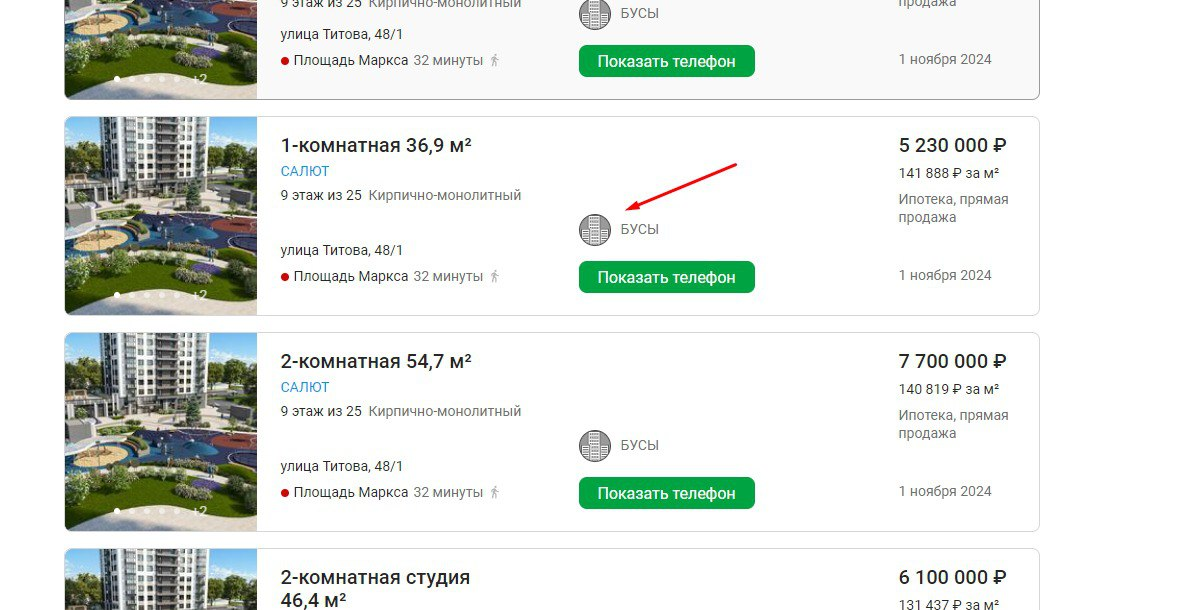 9 этаж из 25 Кирпично-монолитный
БУСЫ
продажа
улица Титова, 48/1
Площадь Маркса 32 минуты
Показать телефон
1 ноября 2024
+2
1-комнатная 36,9 м²
САЛЮТ
9 этаж из 25 Кирпично-монолитный
БУСЫ
улица Титова, 48/1
Площадь Маркса 32 минуты
Показать телефон
5 230 000 ₽
141 888 ₽ за м²
Ипотека, прямая
продажа
1 ноября 2024
+2
2-комнатная 54,7 м²
САЛЮТ
9 этаж из 25 Кирпично-монолитный
БУСЫ
улица Титова, 48/1
Площадь Маркса 32 минуты
Показать телефон
7 700 000 ₽
140 819 ₽ за м²
Ипотека, прямая
продажа
1 ноября 2024
+2
2-комнатная студия
46,4 м²
6 100 000 ₽
131 437 ₽ за м²